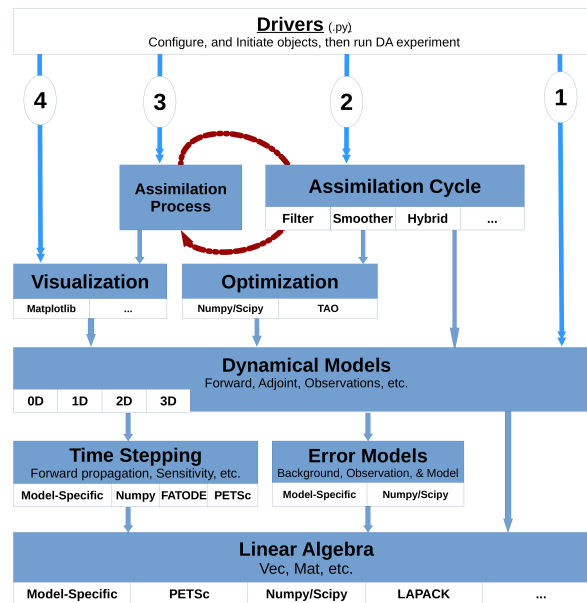 Drivers (.py)
Configure, and Initiate objects, then run DA experiment
4 3 2 1
Assimilation
Process
Assimilation Cycle
Filter Smoother Hybrid ...
Visualization
Matplotlib ...
Optimization
Numpy/Scipy TAO
Dynamical Models
Forward, Adjoint, Observations, etc.
0D 1D 2D 3D
Time Stepping
Forward propagation, Sensitivity, etc.
Model-Specific Numpy FATODE PETSc
Error Models
Background, Observation, & Model
Model-Specific Numpy/Scipy
Linear Algebra
Vec, Mat, etc.
Model-Specific PETSc Numpy/Scipy LAPACK ...